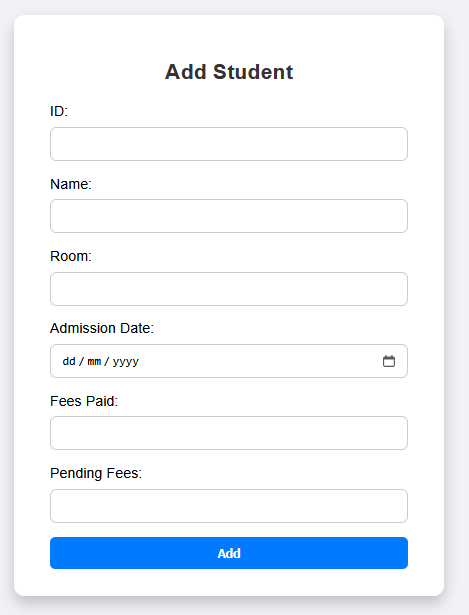 Add Student
ID:
Name:
Room:
Admission Date:
dd / mm / yyyy
Fees Paid:
Pending Fees:
Add